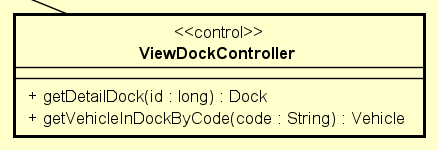 <<control>>
ViewDockController
+ getDetailDock(id : long) : Dock
+ getVehicleInDockByCode(code : String) : Vehicle